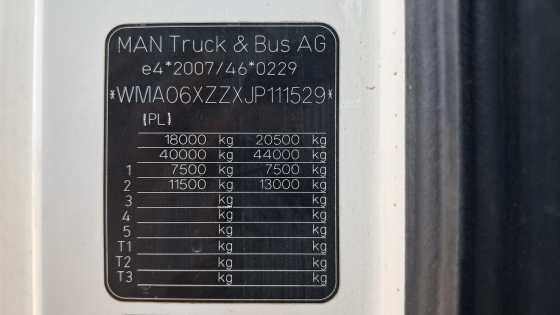 MAN Truck & Bus AG
e4*2007/46*0229
*WMA06XZZXJP111529*
(PL)
18000 kg 20500 kg
40000 kg 44000 kg
1 7500 kg 7500 kg
2 11500 kg 13000 kg
3 kg kg
4 kg kg
5 kg kg
T1 kg kg
T2 kg kg
T3 kg kg